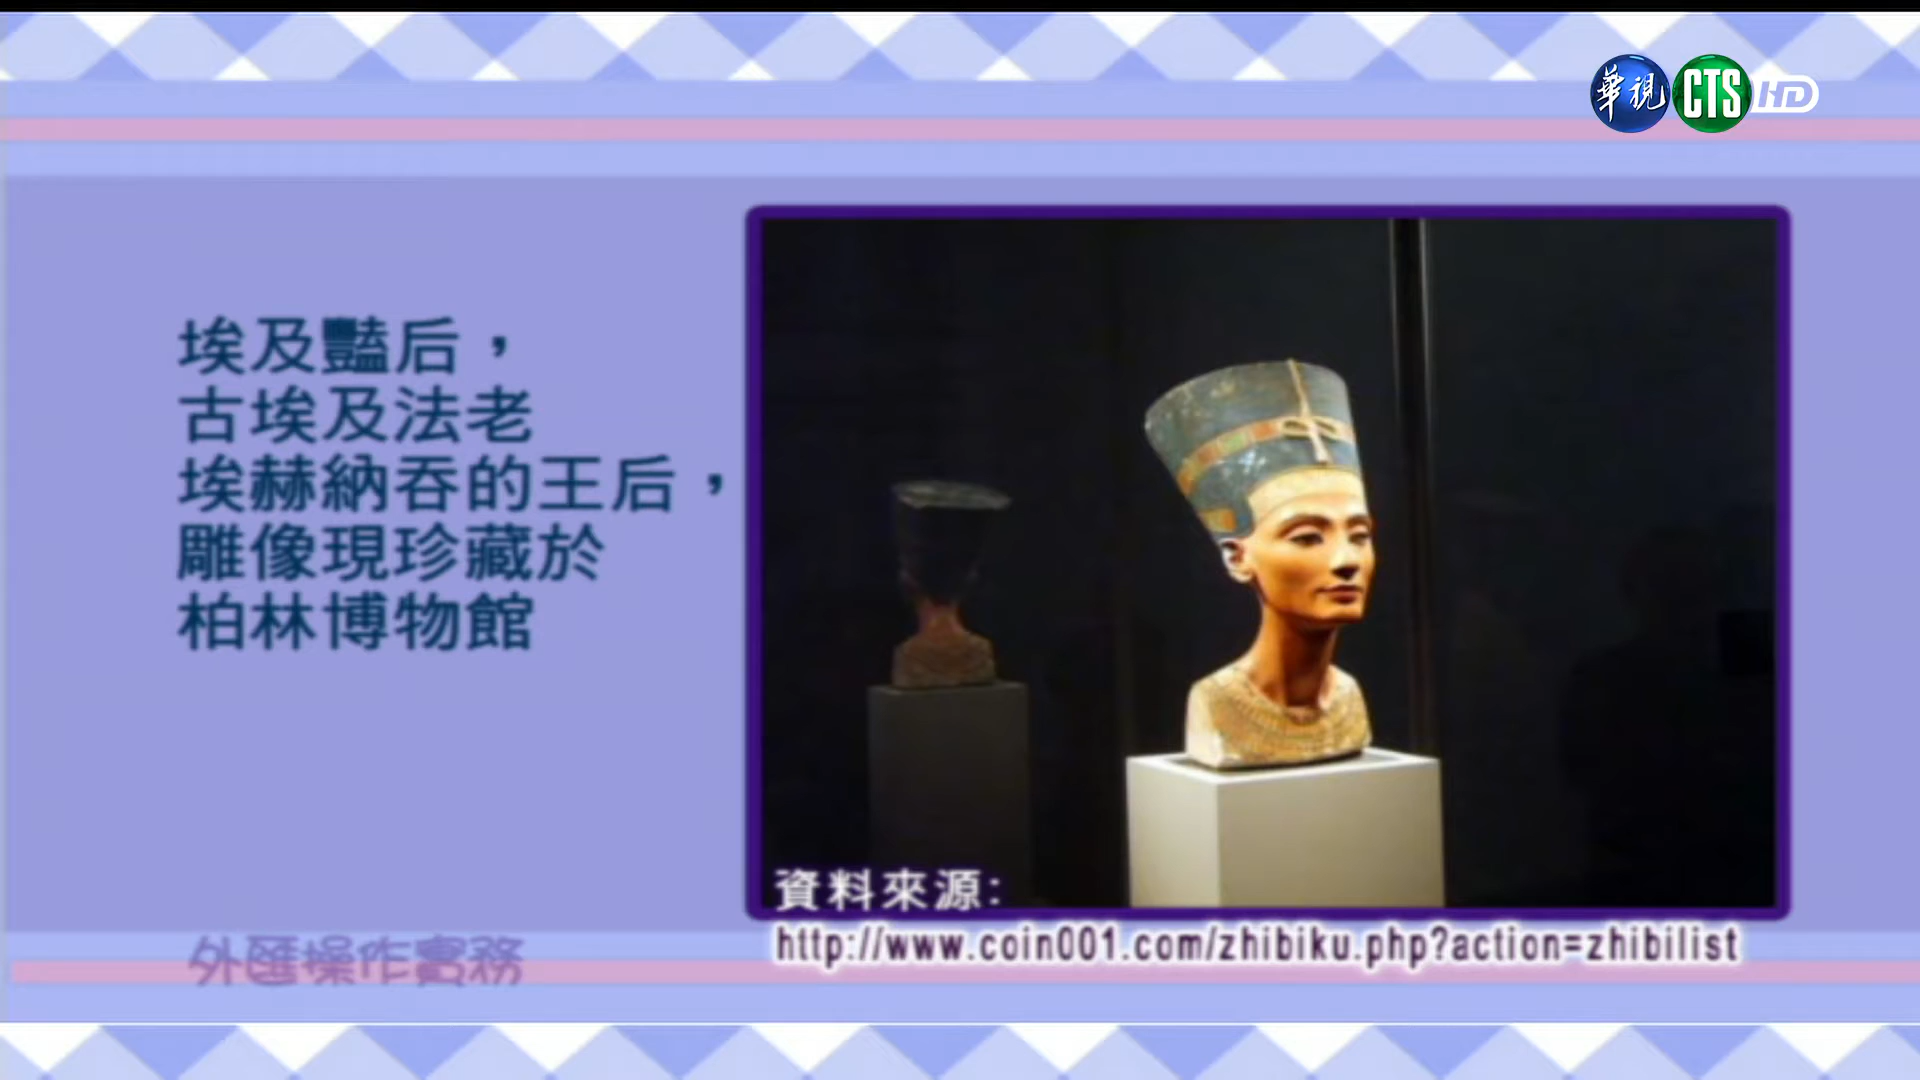 華視 CTS HD
埃及豔后，
古埃及法老
埃赫納吞的王后，
雕像現珍藏於
柏林博物館
資料來源:
http://www.coin001.com/zhibiku.php?action=zhibilist
外匯操作實務